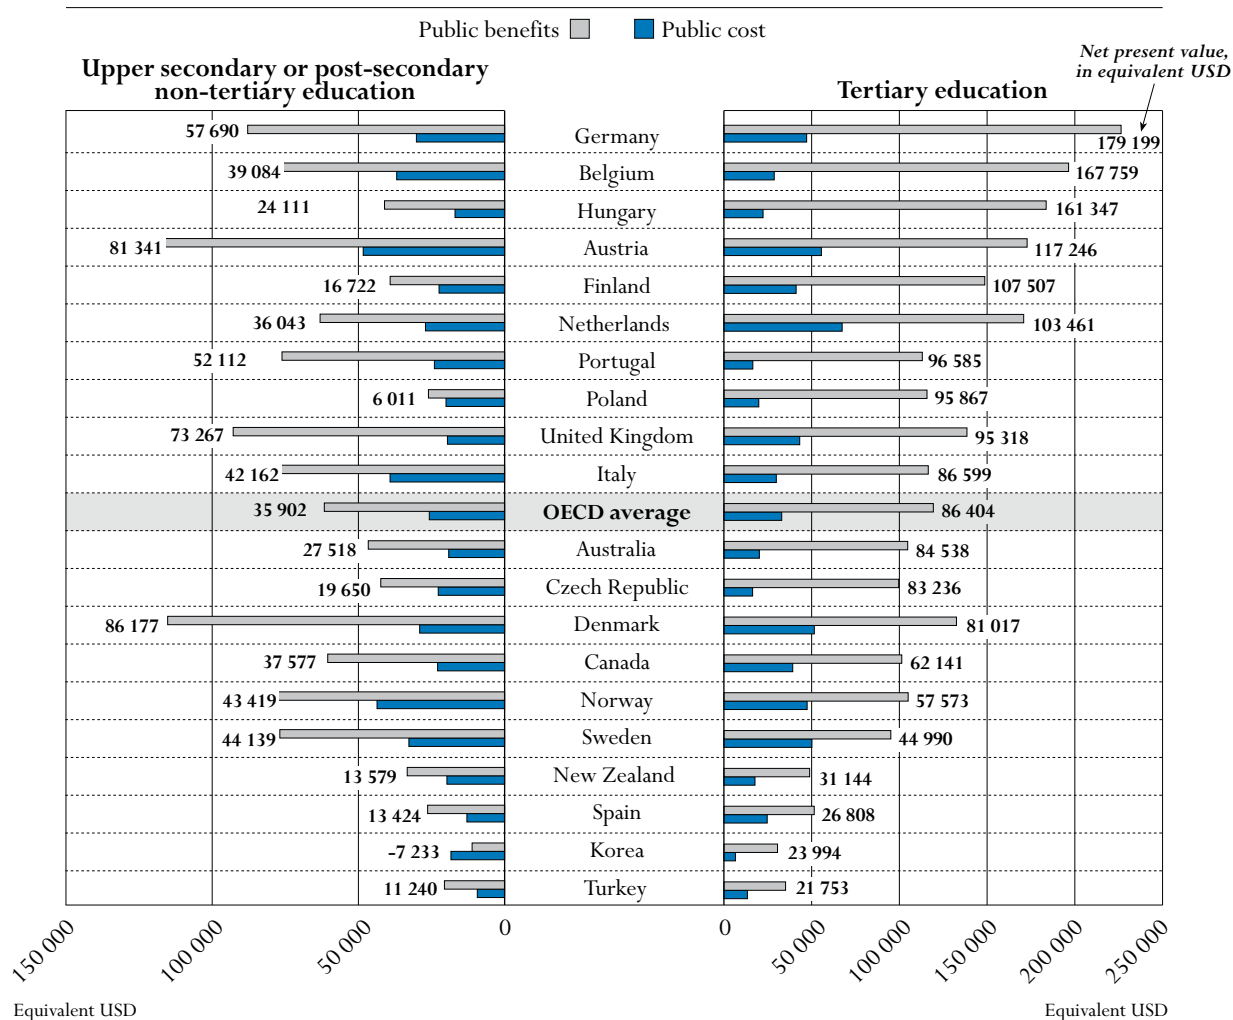 Public benefits Public cost
Net present value,
in equivalent USD
Upper secondary or post-secondary
non-tertiary education
Tertiary education
57 690 Germany 179 199
39 084 Belgium 167 759
24 111 Hungary 161 347
81 341 Austria 117 246
16 722 Finland 107 507
36 043 Netherlands 103 461
52 112 Portugal 96 585
6 011 Poland 95 867
73 267 United Kingdom 95 318
42 162 Italy 86 599
35 902 OECD average 86 404
27 518 Australia 84 538
19 650 Czech Republic 83 236
86 177 Denmark 81 017
37 577 Canada 62 141
43 419 Norway 57 573
44 139 Sweden 44 990
13 579 New Zealand 31 144
13 424 Spain 26 808
-7 233 Korea 23 994
11 240 Turkey 21 753
150 000 100 000 50 000 0 0 50 000 100 000 150 000 200 000 250 000
Equivalent USD Equivalent USD